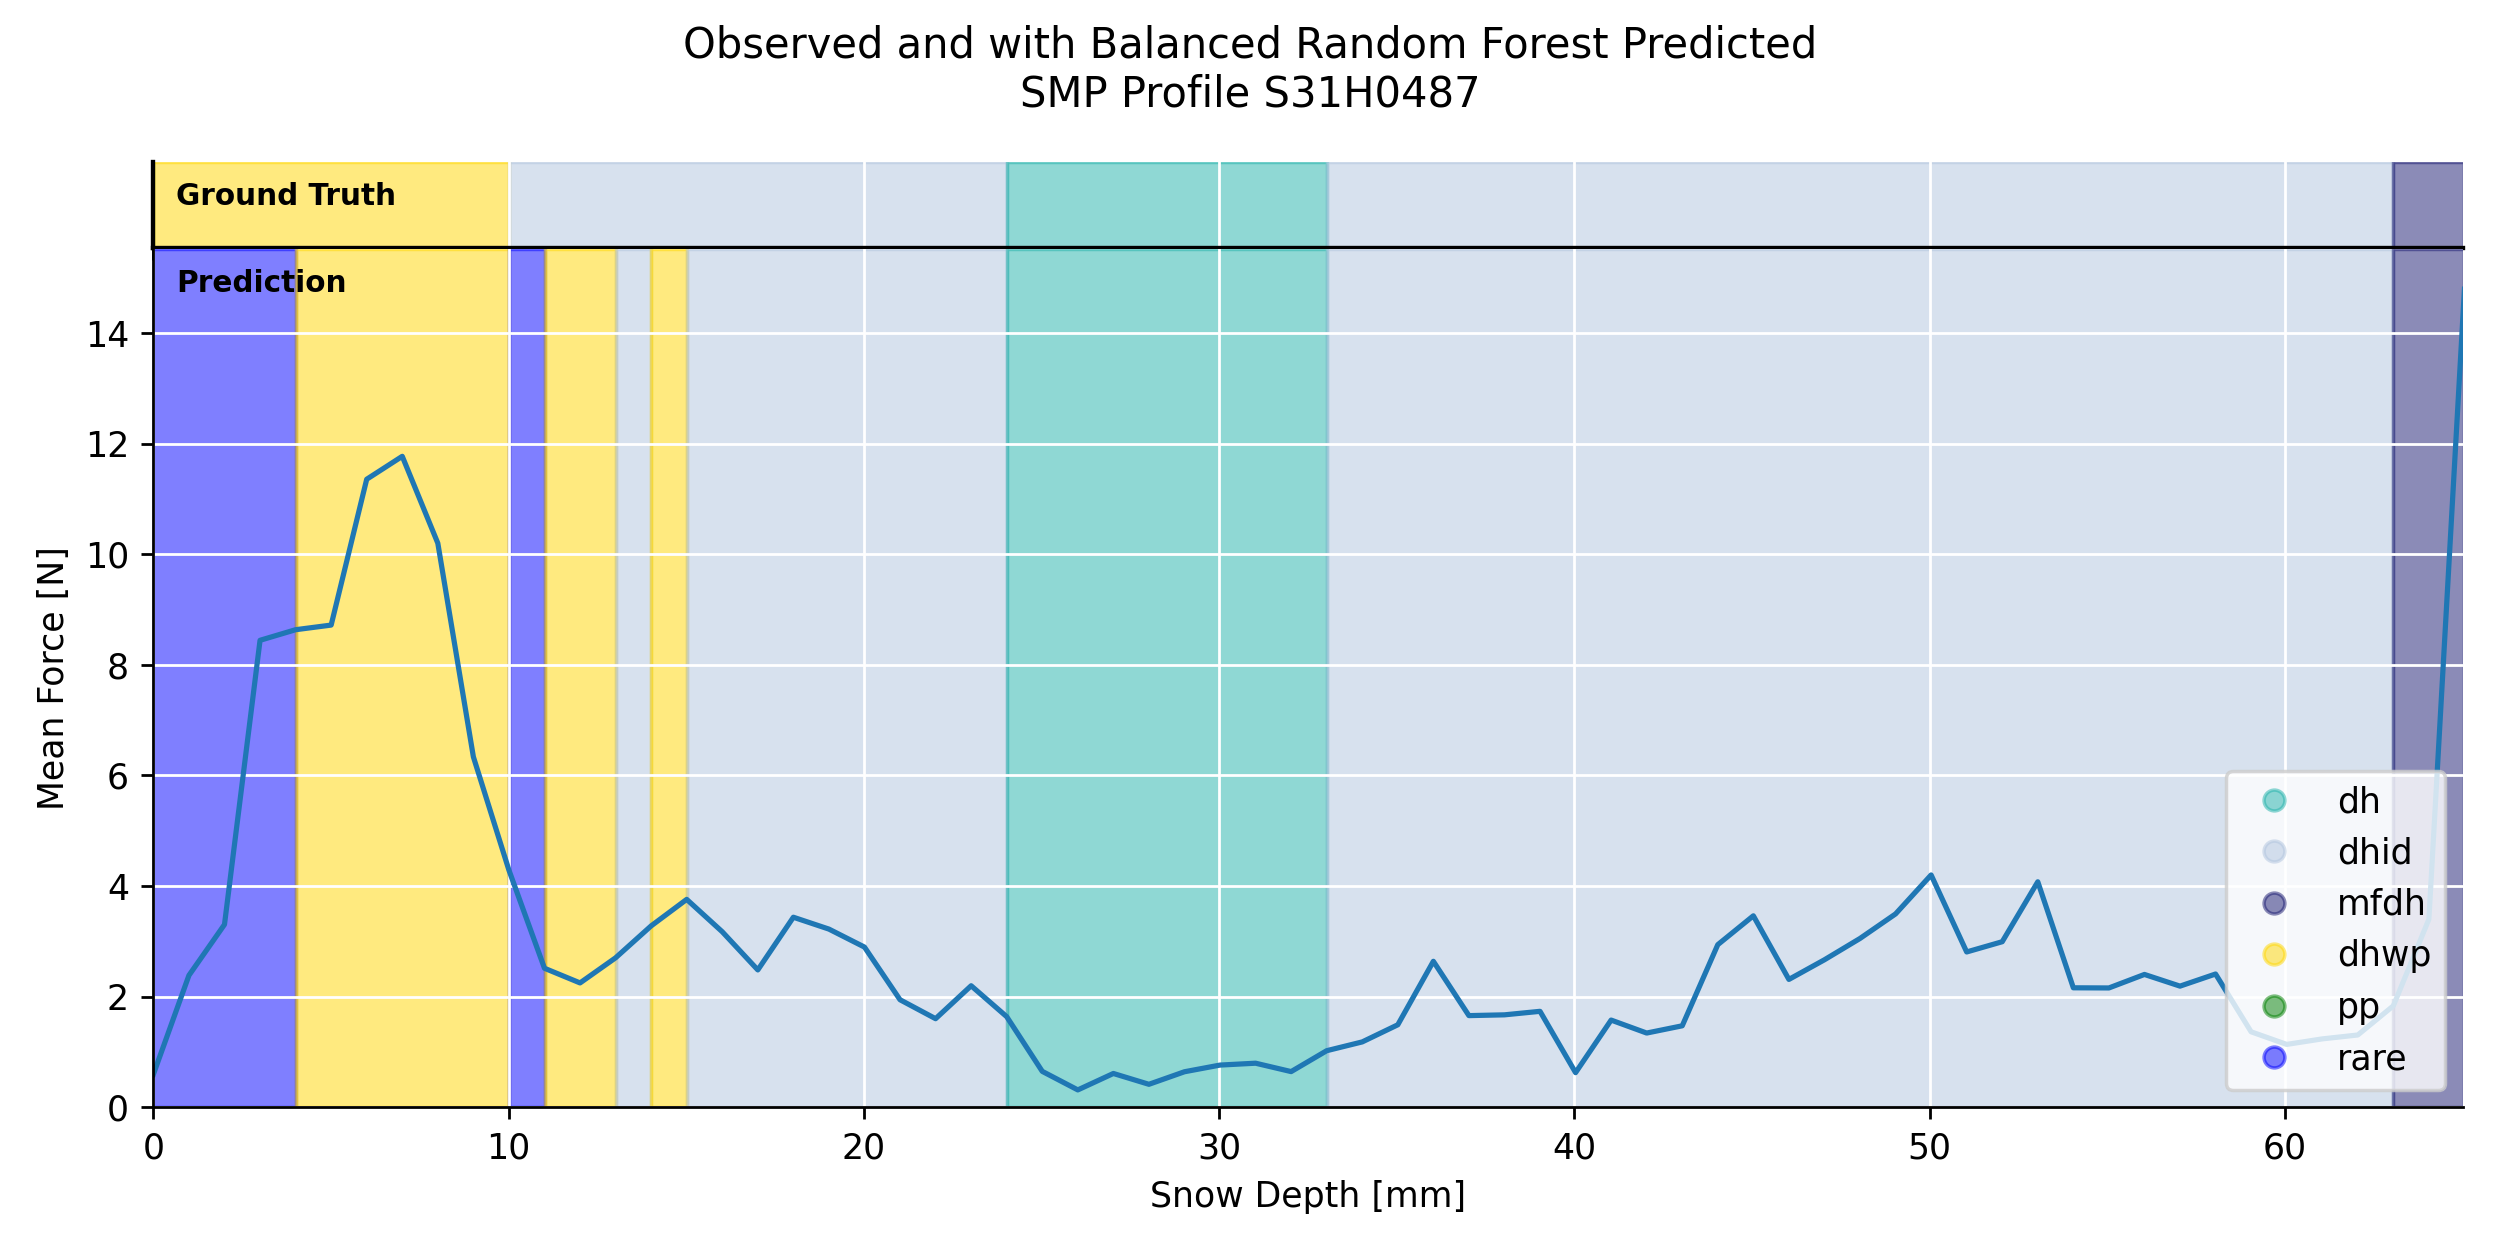 Observed and with Balanced Random Forest Predicted
SMP Profile S31H0487
Ground Truth
Prediction
14
12
10
8
6
4
2
0
Mean Force [N]
dh
dhid
mfdh
dhwp
pp
rare
0 10 20 30 40 50 60
Snow Depth [mm]